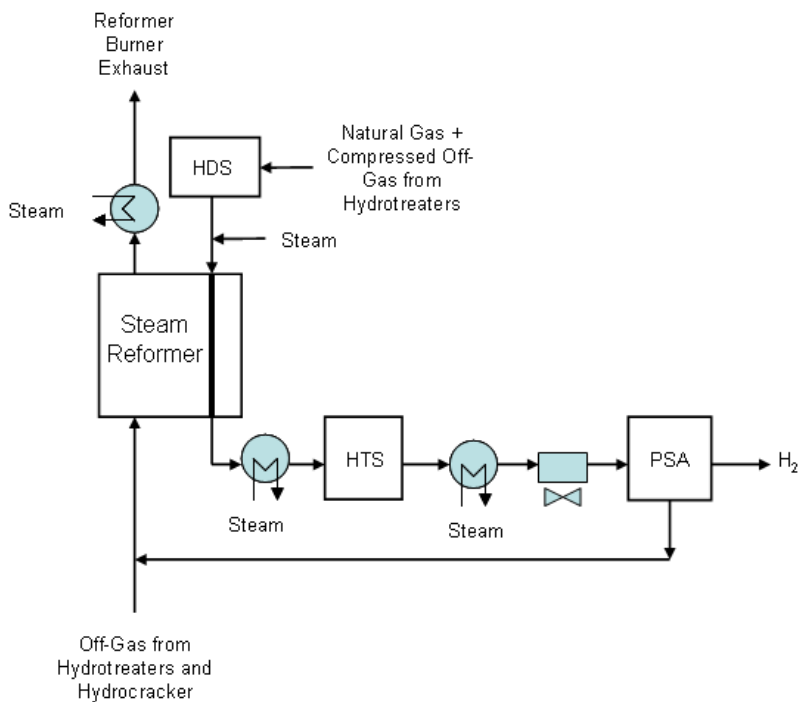 Reformer
Burner
Exhaust
HDS
Natural Gas +
Compressed Off-
Gas from
Hydrotreaters
Steam
Steam
Steam
Reformer
HTS
PSA
H₂
Steam
Steam
Off-Gas from
Hydrotreaters and
Hydrocracker